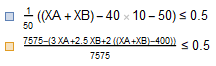 1/50 ((XA + XB) – 40 × 10 – 50) ≤ 0.5
7575–(3 XA+2.5 XB+2 ((XA+XB)–400))/7575 ≤ 0.5